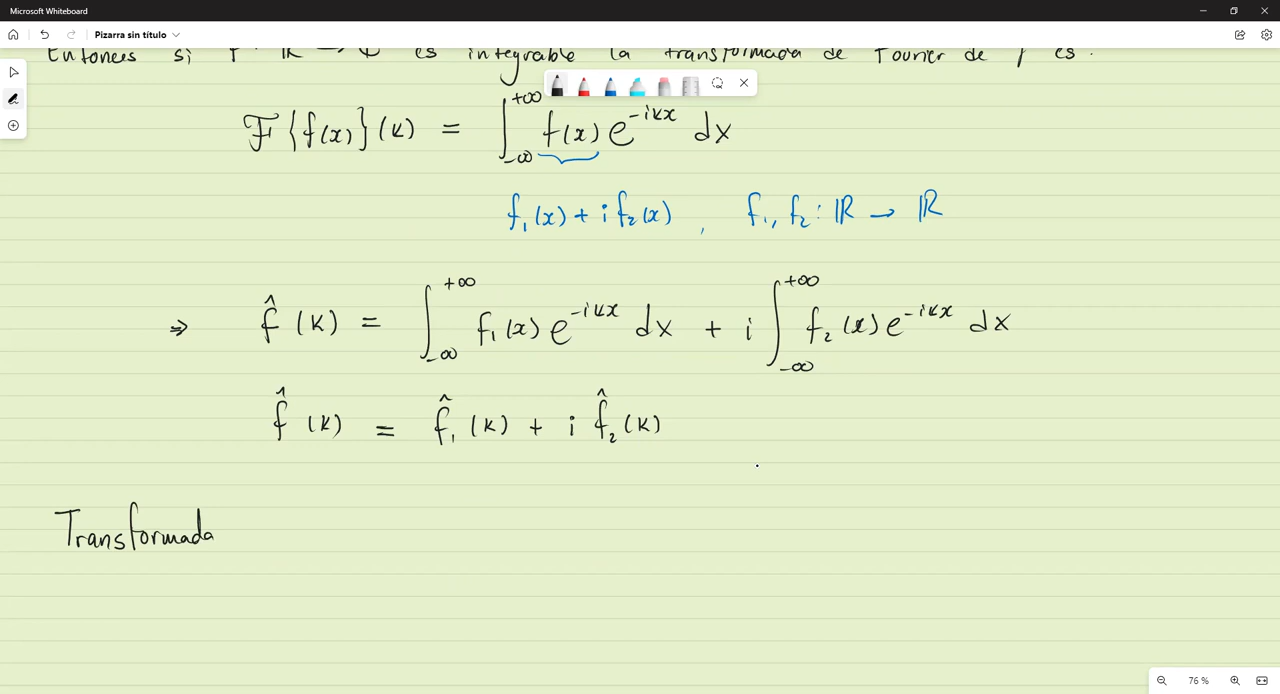 Microsoft Whiteboard
Pizarra sin título
Entonces si f : ℝ → ℂ es integrable la transformada de Fourier de f es :
ℱ{f(x)}(k) = ∫_{-∞}^{+∞} f(x) e^{-ikx} dx
f₁(x) + i f₂(x) , f₁, f₂ : ℝ → ℝ
⇒ f̂(k) = ∫_{-∞}^{+∞} f₁(x) e^{-ikx} dx + i ∫_{-∞}^{+∞} f₂(x) e^{-ikx} dx
f̂(k) = f̂₁(k) + i f̂₂(k)
Transformada
76 %